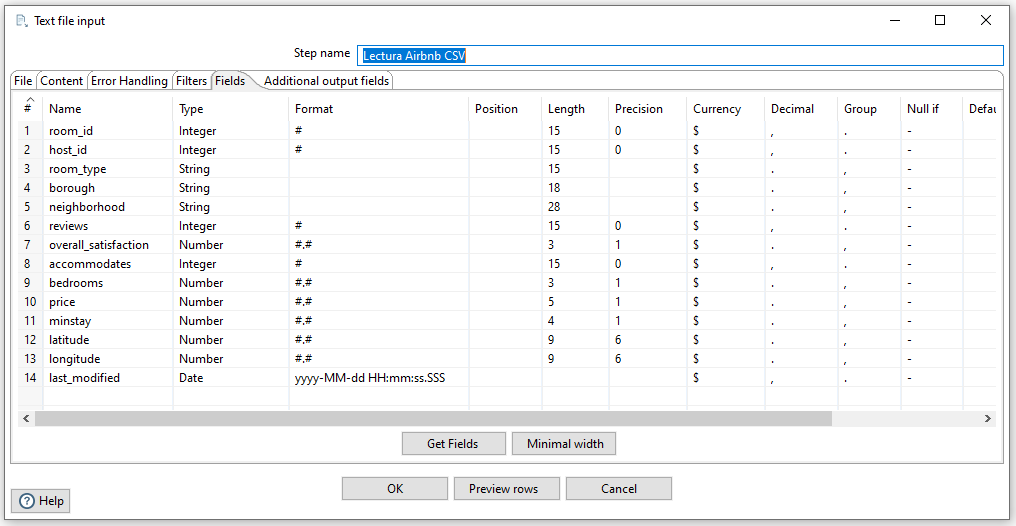 Text file input
Step name Lectura Airbnb CSV
File Content Error Handling Filters Fields Additional output fields
# Name Type Format Position Length Precision Currency Decimal Group Null if Defau
1 room_id Integer # 15 0 $ , . -
2 host_id Integer # 15 0 $ , . -
3 room_type String 15 $ . , -
4 borough String 18 $ . , -
5 neighborhood String 28 $ . , -
6 reviews Integer # 15 0 $ , . -
7 overall_satisfaction Number #.# 3 1 $ . , -
8 accommodates Integer # 15 0 $ , . -
9 bedrooms Number #.# 3 1 $ . , -
10 price Number #.# 5 1 $ . , -
11 minstay Number #.# 4 1 $ . , -
12 latitude Number #.# 9 6 $ . , -
13 longitude Number #.# 9 6 $ . , -
14 last_modified Date yyyy-MM-dd HH:mm:ss.SSS $ , . -
Get Fields Minimal width
OK Preview rows Cancel
Help